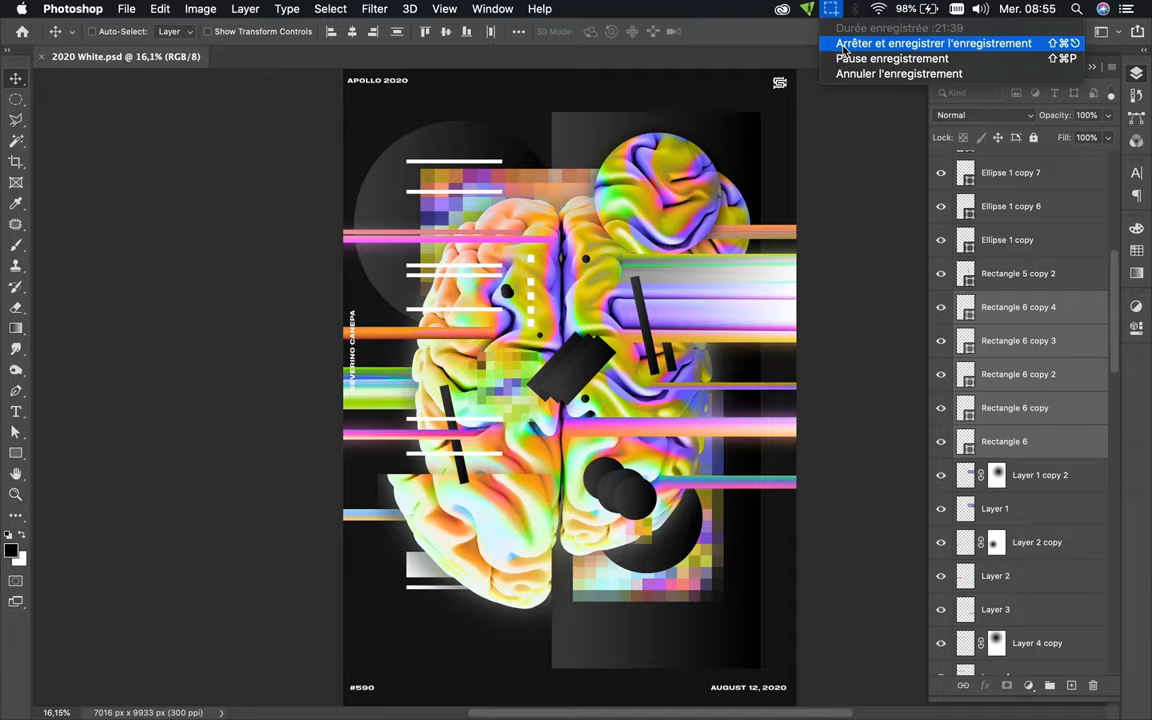 Photoshop File Edit Image Layer Type Select Filter 3D View Window Help 98% Mer. 08:55
Auto-Select: Layer Show Transform Controls 3D Mode:
Durée enregistrée :21:39
Arrêter et enregistrer l'enregistrement ⇧⌘⎋
Pause enregistrement ⇧⌘P
Annuler l'enregistrement
2020 White.psd @ 16,1% (RGB/8)
APOLLO 2020
SEVERINO CANEPA
#590 AUGUST 12, 2020
Kind
Normal Opacity: 100%
Lock: Fill: 100%
Ellipse 1 copy 7
Ellipse 1 copy 6
Ellipse 1 copy
Rectangle 5 copy 2
Rectangle 6 copy 4
Rectangle 6 copy 3
Rectangle 6 copy 2
Rectangle 6 copy
Rectangle 6
Layer 1 copy 2
Layer 1
Layer 2 copy
Layer 2
Layer 3
Layer 4 copy
16,15% 7016 px x 9933 px (300 ppi)